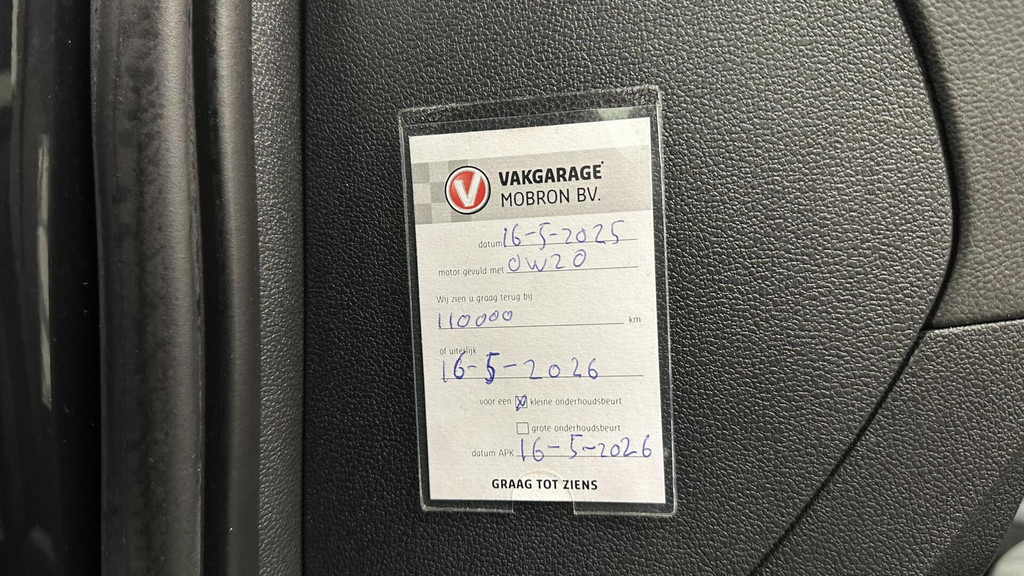 V VAKGARAGE
MOBRON BV.
datum 16-5-2025
motor gevuld met 0W20
Wij zien u graag terug bij
110000 km
of uiterlijk
16-5-2026
voor een kleine onderhoudsbeurt
grote onderhoudsbeurt
datum APK 16-5-2026
GRAAG TOT ZIENS